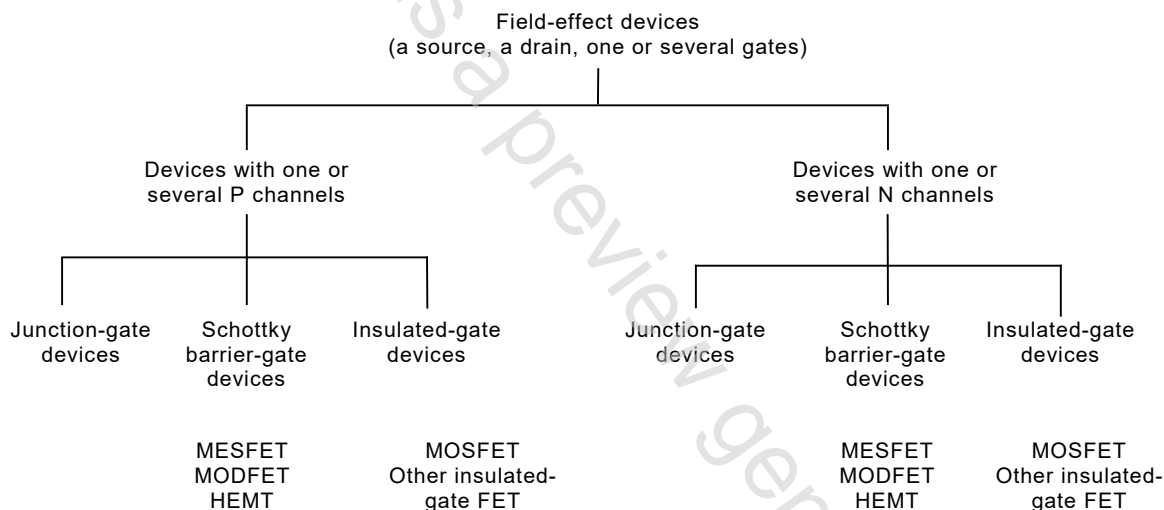 Field-effect devices
(a source, a drain, one or several gates)
Devices with one or
several P channels
Devices with one or
several N channels
Junction-gate
devices
Schottky
barrier-gate
devices
Insulated-gate
devices
Junction-gate
devices
Schottky
barrier-gate
devices
Insulated-gate
devices
MESFET
MODFET
HEMT
MOSFET
Other insulated-
gate FET
MESFET
MODFET
HEMT
MOSFET
Other insulated-
gate FET
s a preview gen